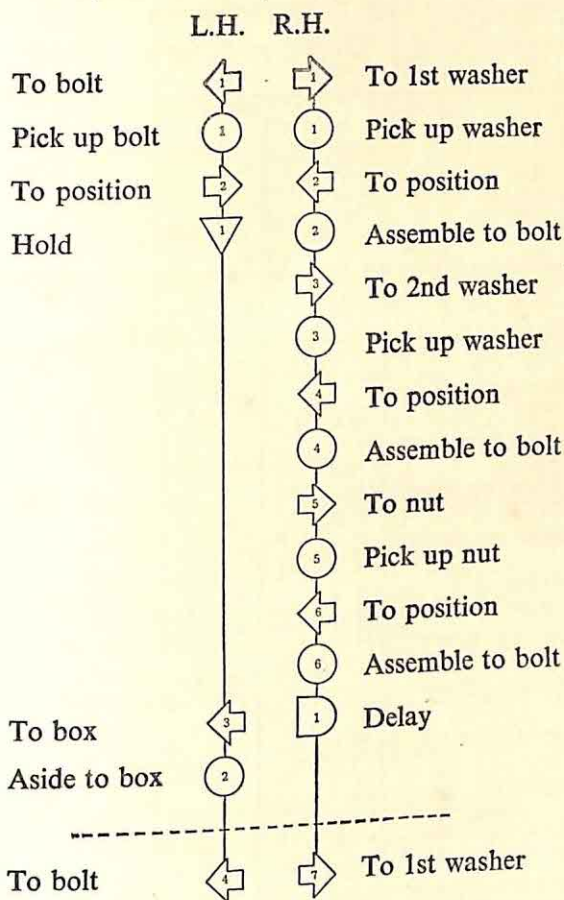 L.H. R.H.
To bolt 1 1 To 1st washer
Pick up bolt 1 1 Pick up washer
To position 2 2 To position
Hold 1 2 Assemble to bolt
3 To 2nd washer
3 Pick up washer
4 To position
4 Assemble to bolt
5 To nut
5 Pick up nut
6 To position
6 Assemble to bolt
To box 3 1 Delay
Aside to box 2
To bolt 4 7 To 1st washer